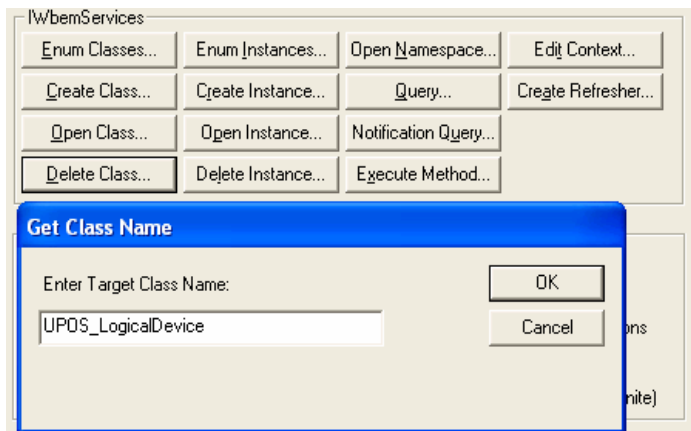 IWbemServices
Enum Classes... Enum Instances... Open Namespace... Edit Context...
Create Class... Create Instance... Query... Create Refresher...
Open Class... Open Instance... Notification Query...
Delete Class... Delete Instance... Execute Method...
Get Class Name
Enter Target Class Name: OK
UPOS_LogicalDevice Cancel